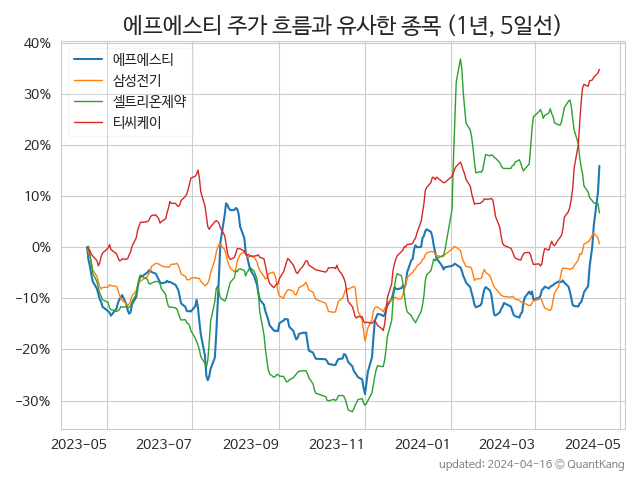 에프에스티 주가 흐름과 유사한 종목 (1년, 5일선)
40%
30%
20%
10%
0%
−10%
−20%
−30%
에프에스티
삼성전기
셀트리온제약
티씨케이
2023-05 2023-07 2023-09 2023-11 2024-01 2024-03 2024-05
updated: 2024-04-16 © QuantKang